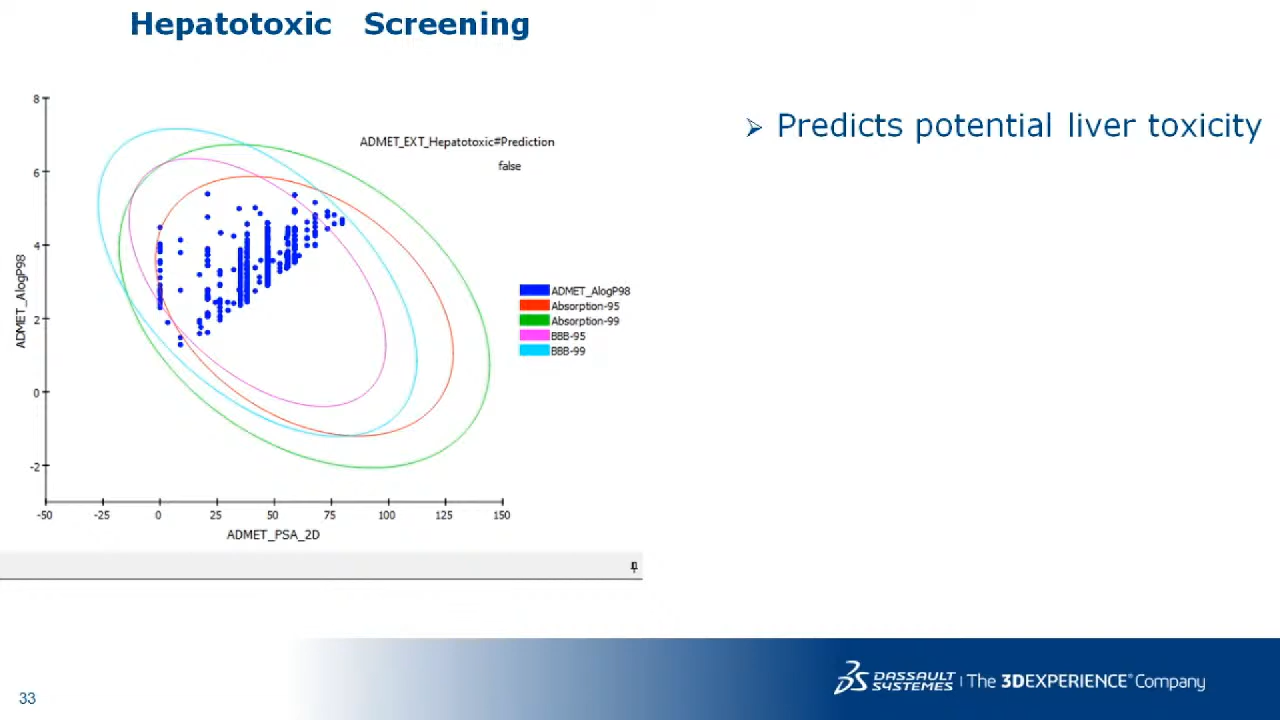 Hepatotoxic Screening
➢ Predicts potential liver toxicity
ADMET_EXT_Hepatotoxic#Prediction
false
ADMET_AlogP98
8
6
4
2
0
-2
-50 -25 0 25 50 75 100 125 150
ADMET_PSA_2D
ADMET_AlogP98
Absorption-95
Absorption-99
BBB-95
BBB-99
33
DASSAULT SYSTEMES | The 3DEXPERIENCE® Company